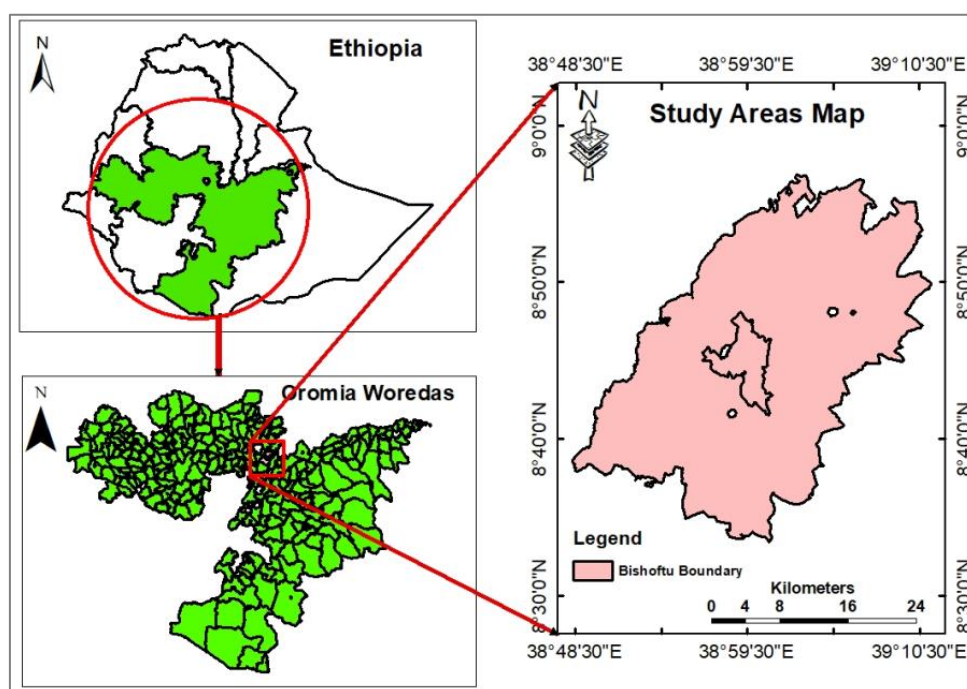 N
Ethiopia
N
Oromia Woredas
38°48'30"E 38°59'30"E 39°10'30"E
N
Study Areas Map
9°0'0"N
8°50'0"N
8°40'0"N
8°30'0"N
9°0'0"N
8°50'0"N
8°40'0"N
8°30'0"N
Legend
Bishoftu Boundary
Kilometers
0 4 8 16 24
38°48'30"E 38°59'30"E 39°10'30"E